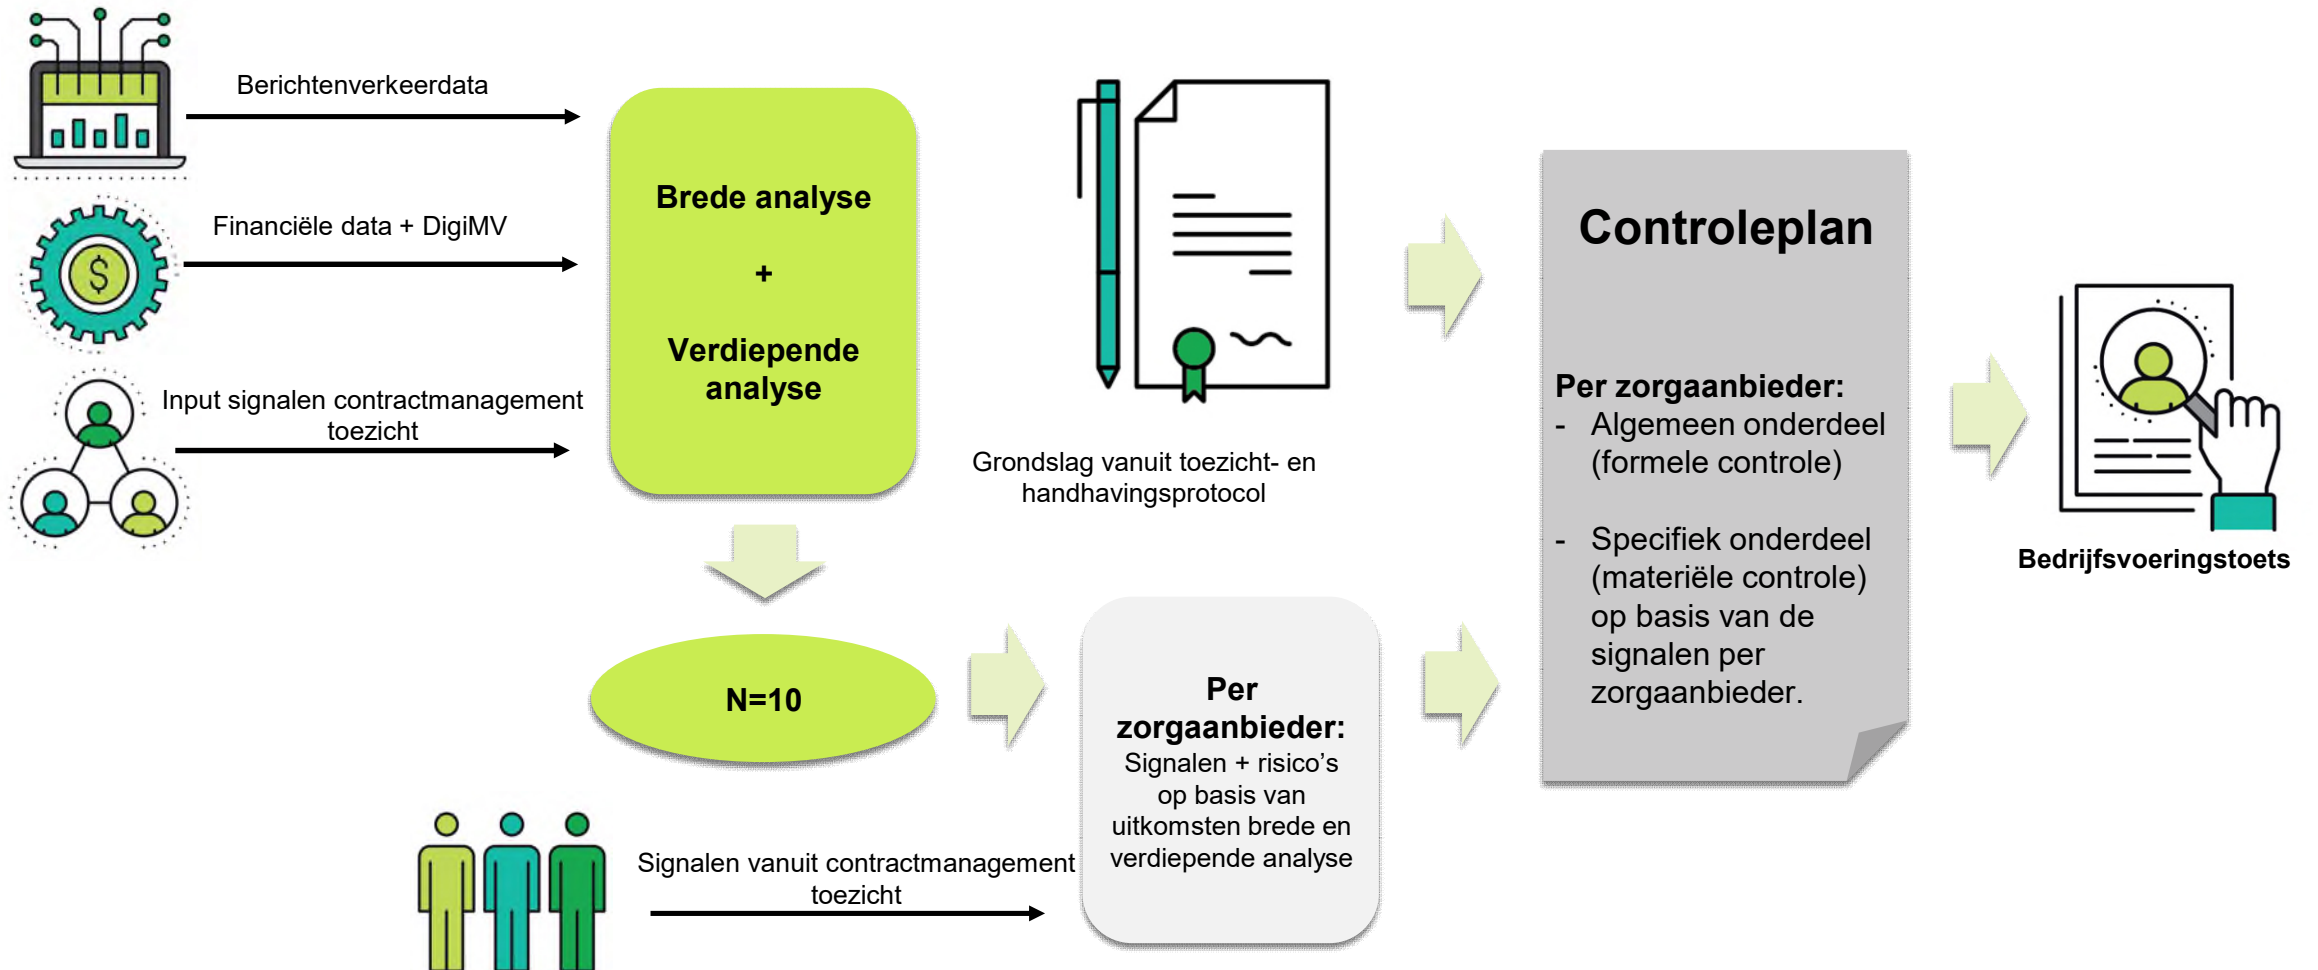 Berichtenverkeerdata
Financiële data + DigiMV
Input signalen contractmanagement
toezicht
Brede analyse
+
Verdiepende
analyse
N=10
Signalen vanuit contractmanagement
toezicht
Grondslag vanuit toezicht- en
handhavingsprotocol
Per
zorgaanbieder:
Signalen + risico’s
op basis van
uitkomsten brede en
verdiepende analyse
Controleplan
Per zorgaanbieder:
- Algemeen onderdeel
(formele controle)
- Specifiek onderdeel
(materiële controle)
op basis van de
signalen per
zorgaanbieder.
Bedrijfsvoeringstoets
$